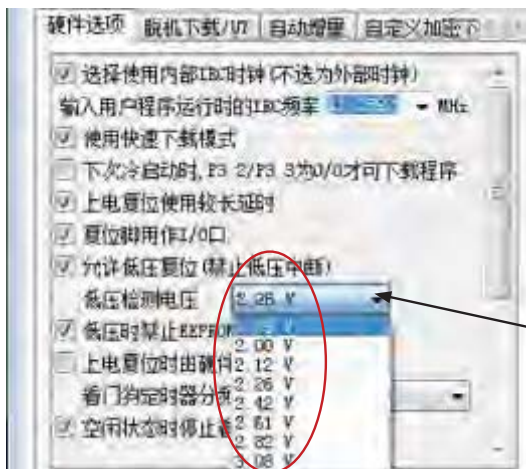 硬件选项 脱机下载/U7 自动增量 自定义加密下
选择使用内部IRC时钟(不选为外部时钟)
输入用户程序运行时的IRC频率 MHz
使用快速下载模式
下次冷启动时,P3 2/P3 3为0/0才可下载程序
上电复位使用较长延时
复位脚用作I/O口
允许低压复位(禁止低压中断)
低压检测电压 2 26 V
低压时禁止EEPROM
2 00 V
上电复位时由硬件
2 12 V
2 26 V
看门狗定时器分频
2 42 V
2 61 V
空闲状态时停止看
2 82 V
3 08 V